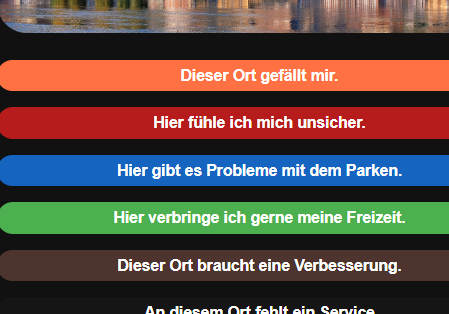 Dieser Ort gefällt mir.
Hier fühle ich mich unsicher.
Hier gibt es Probleme mit dem Parken.
Hier verbringe ich gerne meine Freizeit.
Dieser Ort braucht eine Verbesserung.
An diesem Ort fehlt ein Service